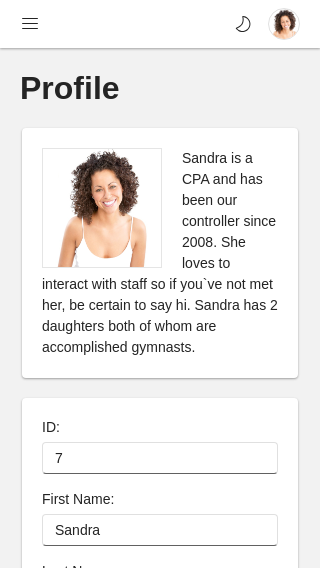 Profile
Sandra is a
CPA and has
been our
controller since
2008. She
loves to
interact with staff so if you`ve not met
her, be certain to say hi. Sandra has 2
daughters both of whom are
accomplished gymnasts.
ID:
7
First Name:
Sandra